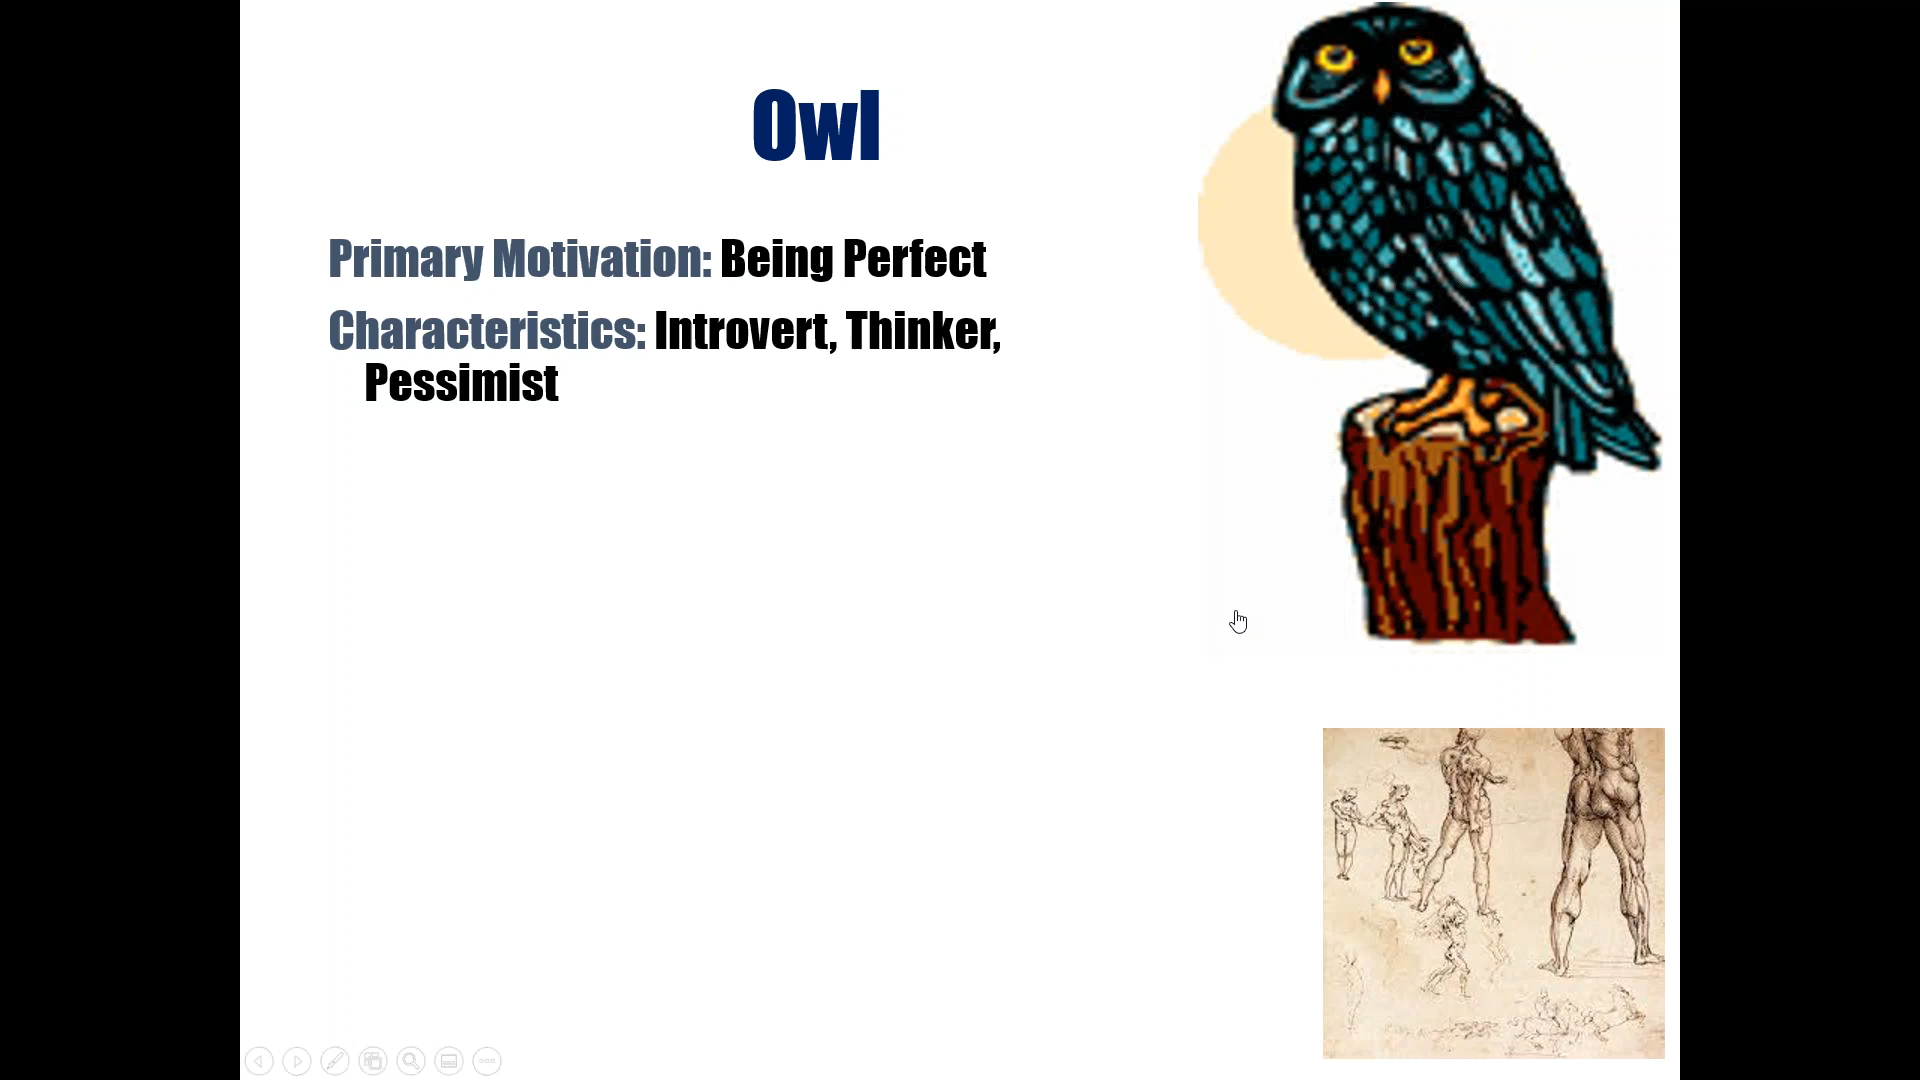 Owl
Primary Motivation: Being Perfect
Characteristics: Introvert, Thinker,
Pessimist